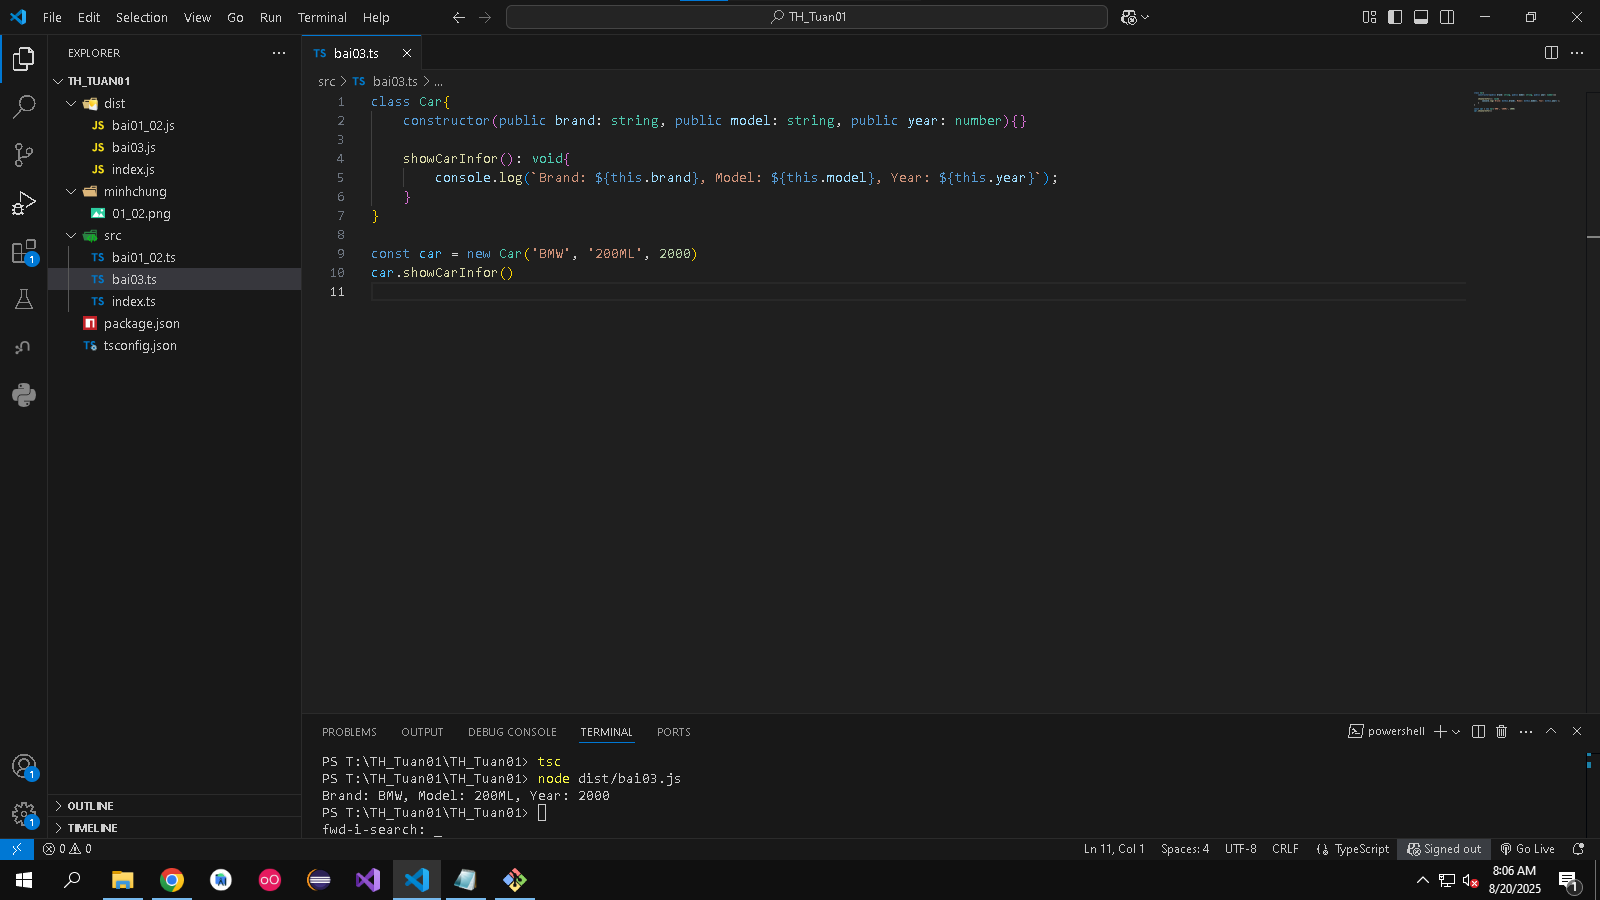 File Edit Selection View Go Run Terminal Help
TH_Tuan01
EXPLORER
TH_TUAN01
dist
JS bai01_02.js
JS bai03.js
JS index.js
minhchung
01_02.png
src
TS bai01_02.ts
TS bai03.ts
TS index.ts
package.json
TS tsconfig.json
OUTLINE
TIMELINE
1
1
1
TS bai03.ts
src > TS bai03.ts > ...
1 class Car{
2 constructor(public brand: string, public model: string, public year: number){}
3
4 showCarInfor(): void{
5 console.log(`Brand: ${this.brand}, Model: ${this.model}, Year: ${this.year}`);
6 }
7 }
8
9 const car = new Car('BMW', '200ML', 2000)
10 car.showCarInfor()
11
PROBLEMS OUTPUT DEBUG CONSOLE TERMINAL PORTS
powershell
PS T:\TH_Tuan01\TH_Tuan01> tsc
PS T:\TH_Tuan01\TH_Tuan01> node dist/bai03.js
Brand: BMW, Model: 200ML, Year: 2000
PS T:\TH_Tuan01\TH_Tuan01>
fwd-i-search: _
0 0
Ln 11, Col 1 Spaces: 4 UTF-8 CRLF {} TypeScript Signed out Go Live
8:06 AM
8/20/2025
1